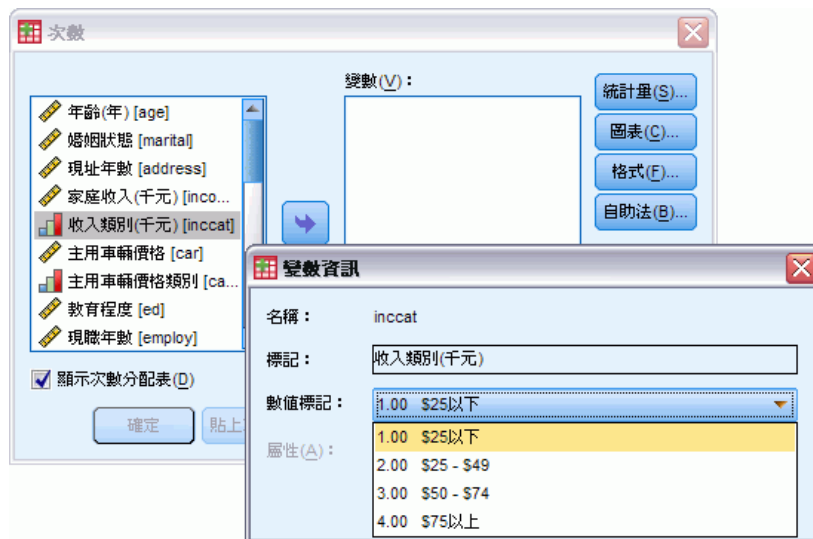 次數
變數(V)：
年齡(年) [age]
婚姻狀態 [marital]
現址年數 [address]
家庭收入(千元) [inco...
收入類別(千元) [inccat]
主用車輛價格 [car]
主用車輛價格類別 [ca...
教育程度 [ed]
現職年數 [employ]
統計量(S)...
圖表(C)...
格式(F)...
自助法(B)...
顯示次數分配表(D)
確定
貼上
變數資訊
名稱：
inccat
標記：
收入類別(千元)
數值標記：
1.00 $25以下
屬性(A)：
1.00 $25以下
2.00 $25 - $49
3.00 $50 - $74
4.00 $75以上